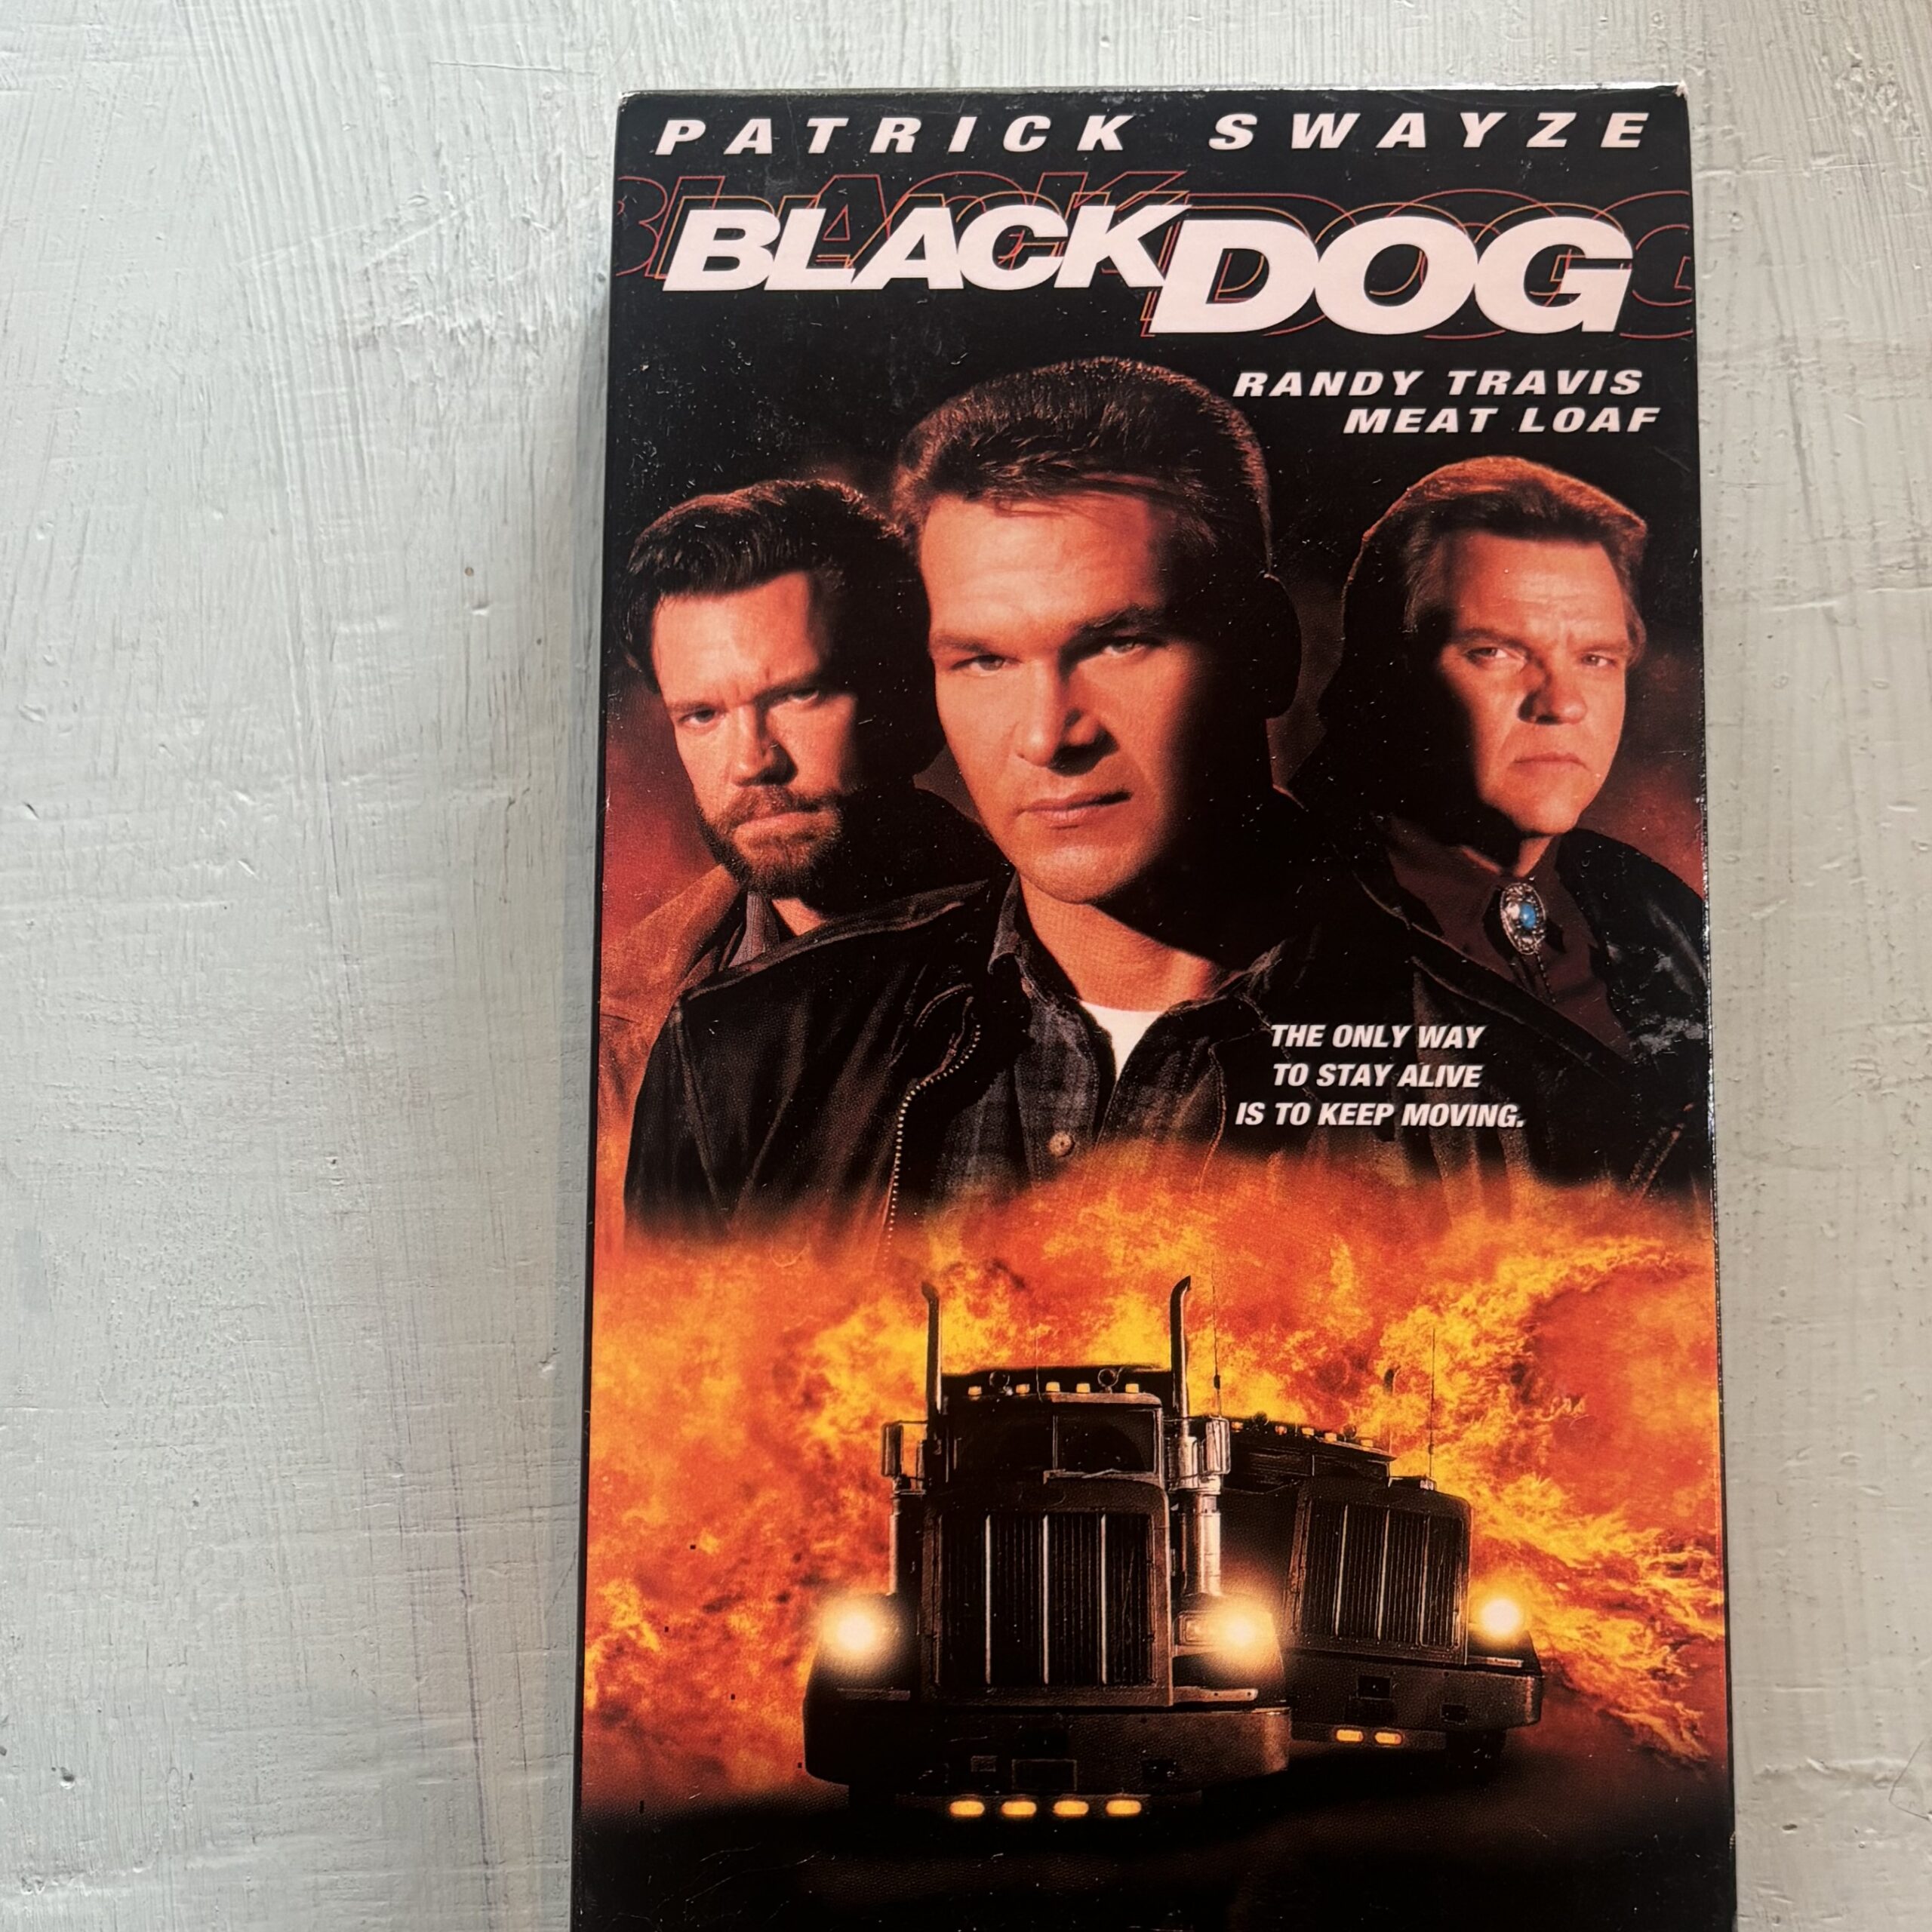 PATRICK SWAYZE
BLACK DOG
RANDY TRAVIS
MEAT LOAF
THE ONLY WAY
TO STAY ALIVE
IS TO KEEP MOVING.